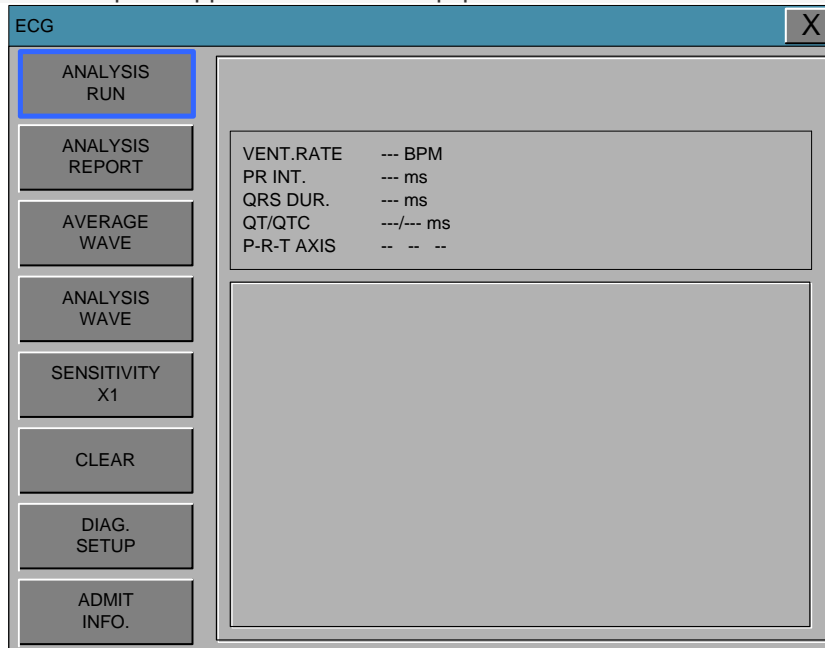 ECG
X
ANALYSIS
RUN
ANALYSIS
REPORT
AVERAGE
WAVE
ANALYSIS
WAVE
SENSITIVITY
X1
CLEAR
DIAG.
SETUP
ADMIT
INFO.
VENT.RATE --- BPM
PR INT. --- ms
QRS DUR. --- ms
QT/QTC ---/--- ms
P-R-T AXIS -- -- --